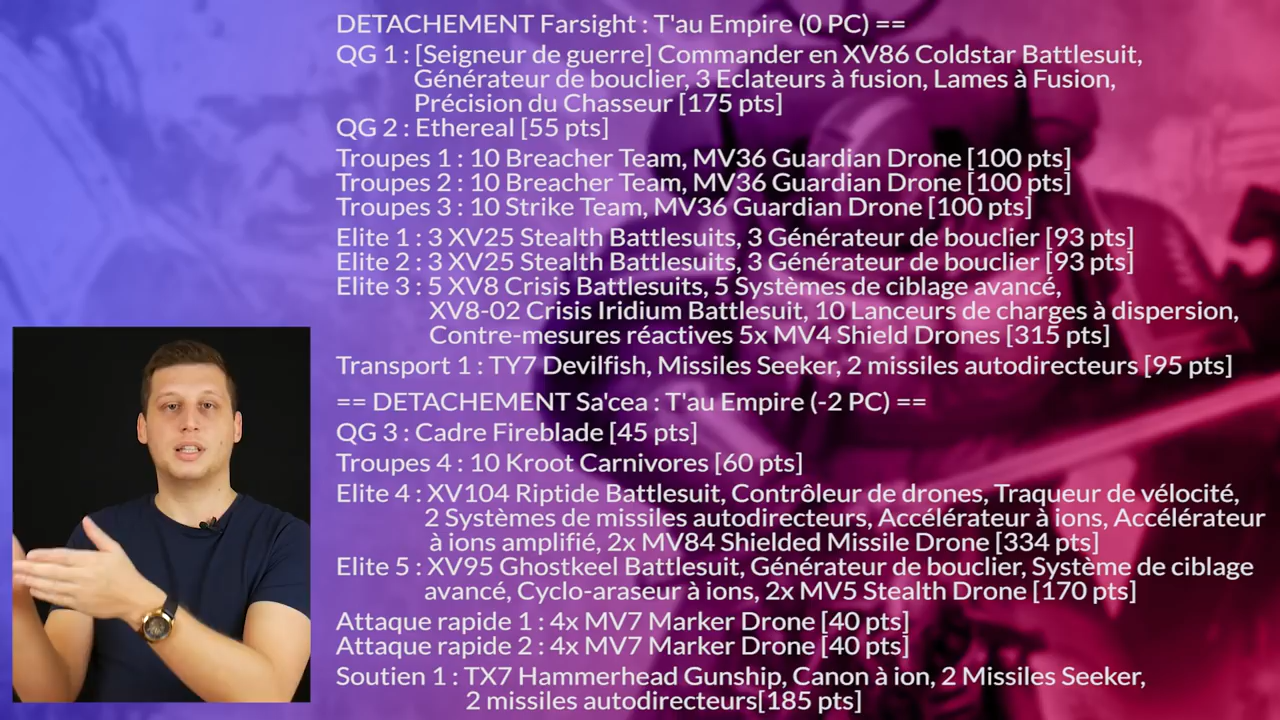 DETACHEMENT Farsight : T'au Empire (0 PC) ==
QG 1 : [Seigneur de guerre] Commander en XV86 Coldstar Battlesuit,
Générateur de bouclier, 3 Eclateurs à fusion, Lames à Fusion,
Précision du Chasseur [175 pts]
QG 2 : Ethereal [55 pts]
Troupes 1 : 10 Breacher Team, MV36 Guardian Drone [100 pts]
Troupes 2 : 10 Breacher Team, MV36 Guardian Drone [100 pts]
Troupes 3 : 10 Strike Team, MV36 Guardian Drone [100 pts]
Elite 1 : 3 XV25 Stealth Battlesuits, 3 Générateur de bouclier [93 pts]
Elite 2 : 3 XV25 Stealth Battlesuits, 3 Générateur de bouclier [93 pts]
Elite 3 : 5 XV8 Crisis Battlesuits, 5 Systèmes de ciblage avancé,
XV8-02 Crisis Iridium Battlesuit, 10 Lanceurs de charges à dispersion,
Contre-mesures réactives 5x MV4 Shield Drones [315 pts]
Transport 1 : TY7 Devilfish, Missiles Seeker, 2 missiles autodirecteurs [95 pts]
== DETACHEMENT Sa'cea : T'au Empire (-2 PC) ==
QG 3 : Cadre Fireblade [45 pts]
Troupes 4 : 10 Kroot Carnivores [60 pts]
Elite 4 : XV104 Riptide Battlesuit, Contrôleur de drones, Traqueur de vélocité,
2 Systèmes de missiles autodirecteurs, Accélérateur à ions, Accélérateur
à ions amplifié, 2x MV84 Shielded Missile Drone [334 pts]
Elite 5 : XV95 Ghostkeel Battlesuit, Générateur de bouclier, Système de ciblage
avancé, Cyclo-araseur à ions, 2x MV5 Stealth Drone [170 pts]
Attaque rapide 1 : 4x MV7 Marker Drone [40 pts]
Attaque rapide 2 : 4x MV7 Marker Drone [40 pts]
Soutien 1 : TX7 Hammerhead Gunship, Canon à ion, 2 Missiles Seeker,
2 missiles autodirecteurs[185 pts]